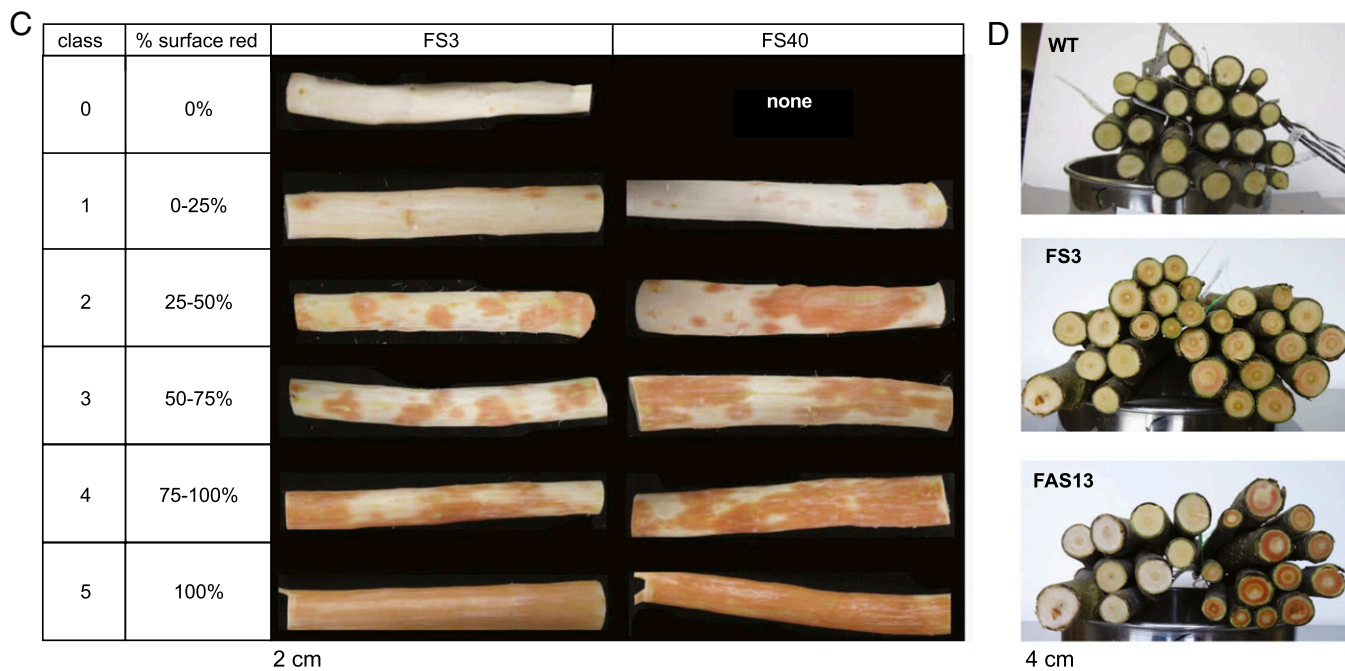 C
class % surface red FS3 FS40
0 0% none
1 0-25%
2 25-50%
3 50-75%
4 75-100%
5 100%
2 cm
D
WT
FS3
FAS13
4 cm